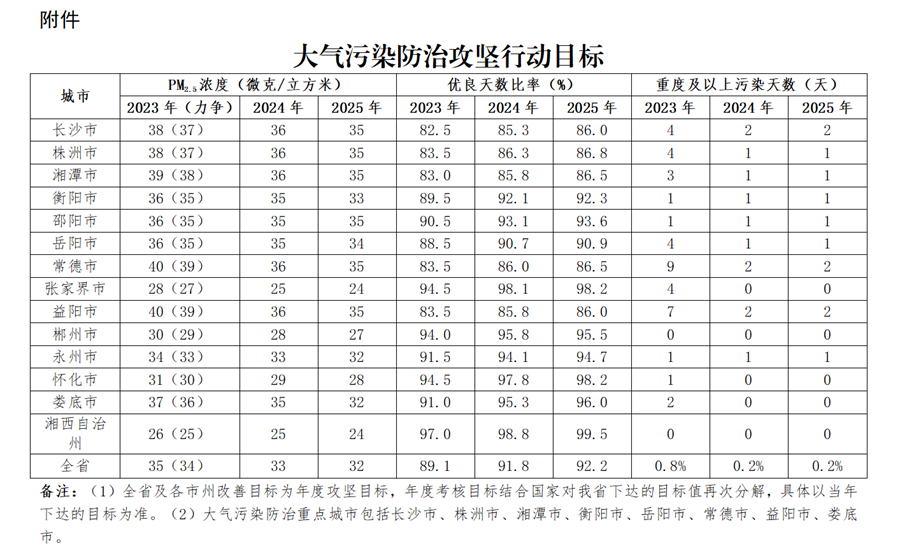 附件
大气污染防治攻坚行动目标
城市 PM2.5浓度（微克/立方米） 优良天数比率（%） 重度及以上污染天数（天）
2023年（力争） 2024年 2025年 2023年 2024年 2025年 2023年 2024年 2025年
长沙市 38（37） 36 35 82.5 85.3 86.0 4 2 2
株洲市 38（37） 36 35 83.5 86.3 86.8 4 1 1
湘潭市 39（38） 36 35 83.0 85.8 86.5 3 1 1
衡阳市 36（35） 35 33 89.5 92.1 92.3 1 1 1
邵阳市 36（35） 35 35 90.5 93.1 93.6 1 1 1
岳阳市 36（35） 35 34 88.5 90.7 90.9 4 1 1
常德市 40（39） 36 35 83.5 86.0 86.5 9 2 2
张家界市 28（27） 25 24 94.5 98.1 98.2 4 0 0
益阳市 40（39） 36 35 83.5 85.8 86.0 7 2 2
郴州市 30（29） 28 27 94.0 95.8 95.5 0 0 0
永州市 34（33） 33 32 91.5 94.1 94.7 1 1 1
怀化市 31（30） 29 28 94.5 97.8 98.2 1 0 0
娄底市 37（36） 35 32 91.0 95.3 96.0 2 0 0
湘西自治
州 26（25） 25 24 97.0 98.8 99.5 0 0 0
全省 35（34） 33 32 89.1 91.8 92.2 0.8% 0.2% 0.2%
备注：（1）全省及各市州改善目标为年度攻坚目标，年度考核目标结合国家对我省下达的目标值再次分解，具体以当年
下达的目标为准。（2）大气污染防治重点城市包括长沙市、株洲市、湘潭市、衡阳市、岳阳市、常德市、益阳市、娄底
市。